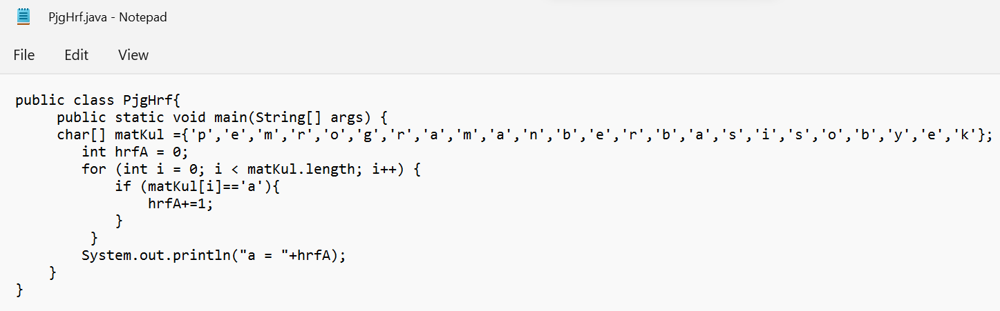 PjgHrf.java - Notepad
File Edit View
public class PjgHrf{
public static void main(String[] args) {
char[] matKul ={'p','e','m','r','o','g','r','a','m','a','n','b','e','r','b','a','s','i','s','o','b','y','e','k'};
int hrfA = 0;
for (int i = 0; i < matKul.length; i++) {
if (matKul[i]=='a'){
hrfA+=1;
}
}
System.out.println("a = "+hrfA);
}
}